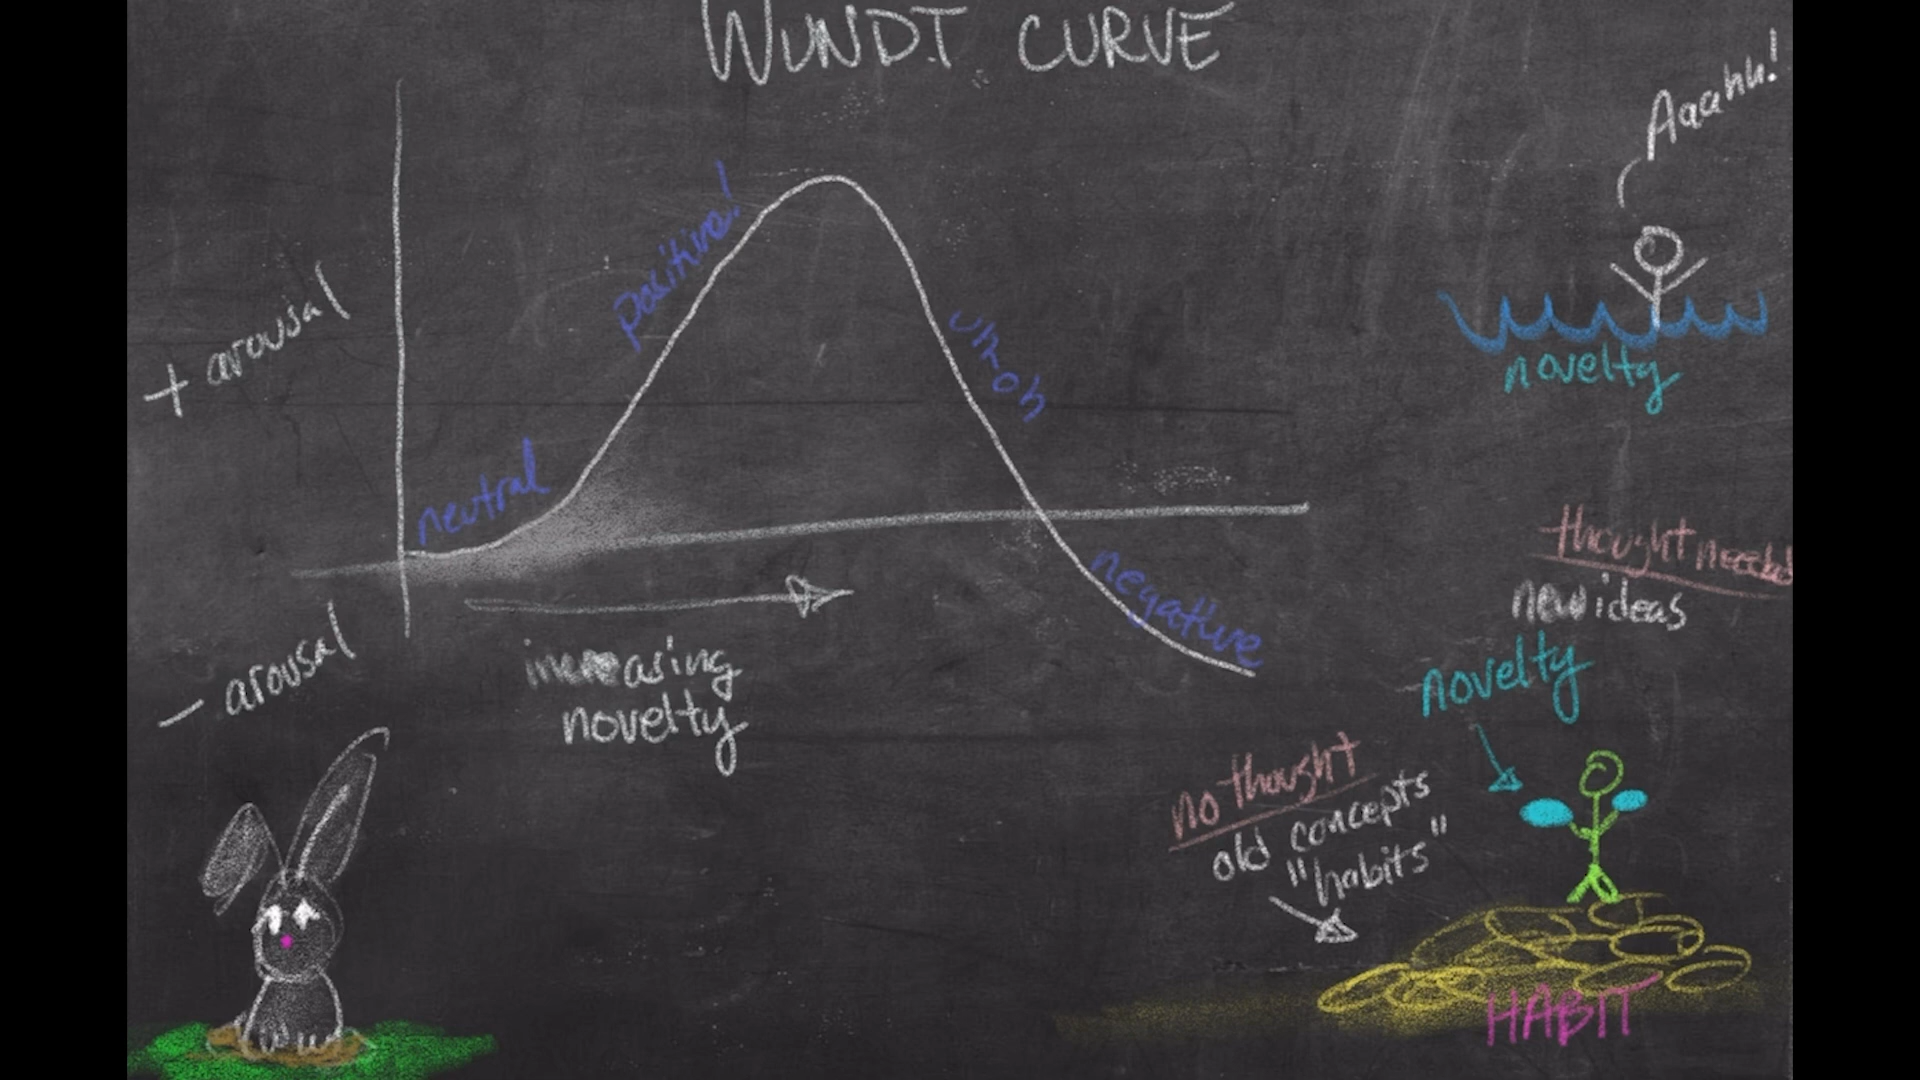 WUNDT CURVE
Aaahh!
positive!
+ arousal
uh oh
novelty
neutral
thought needed
negative
new ideas
- arousal
increasing
novelty
novelty
no thought
old concepts
"habits"
HABIT